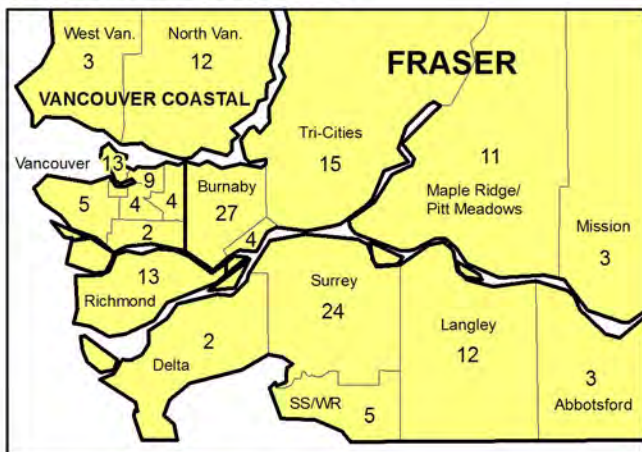 West Van.
3
North Van.
12
VANCOUVER COASTAL
FRASER
Tri-Cities
15
11
Maple Ridge/
Pitt Meadows
Mission
3
Vancouver
13
9
5
4
4
2
Burnaby
27
4
13
Richmond
2
Delta
Surrey
24
SS/WR
5
Langley
12
3
Abbotsford